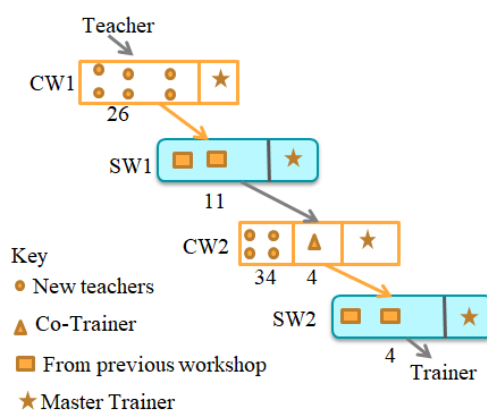 Teacher
CW1
26
SW1
11
CW2
34 4
SW2
4
Trainer
Key
New teachers
Co-Trainer
From previous workshop
Master Trainer